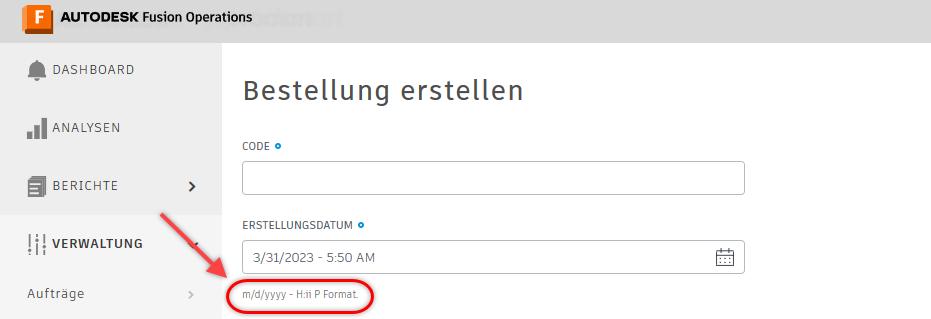 F AUTODESK Fusion Operations
DASHBOARD
ANALYSEN
BERICHTE
VERWALTUNG
Aufträge
Bestellung erstellen
CODE
ERSTELLUNGSDATUM
3/31/2023 - 5:50 AM
m/d/yyyy - H:ii P Format.